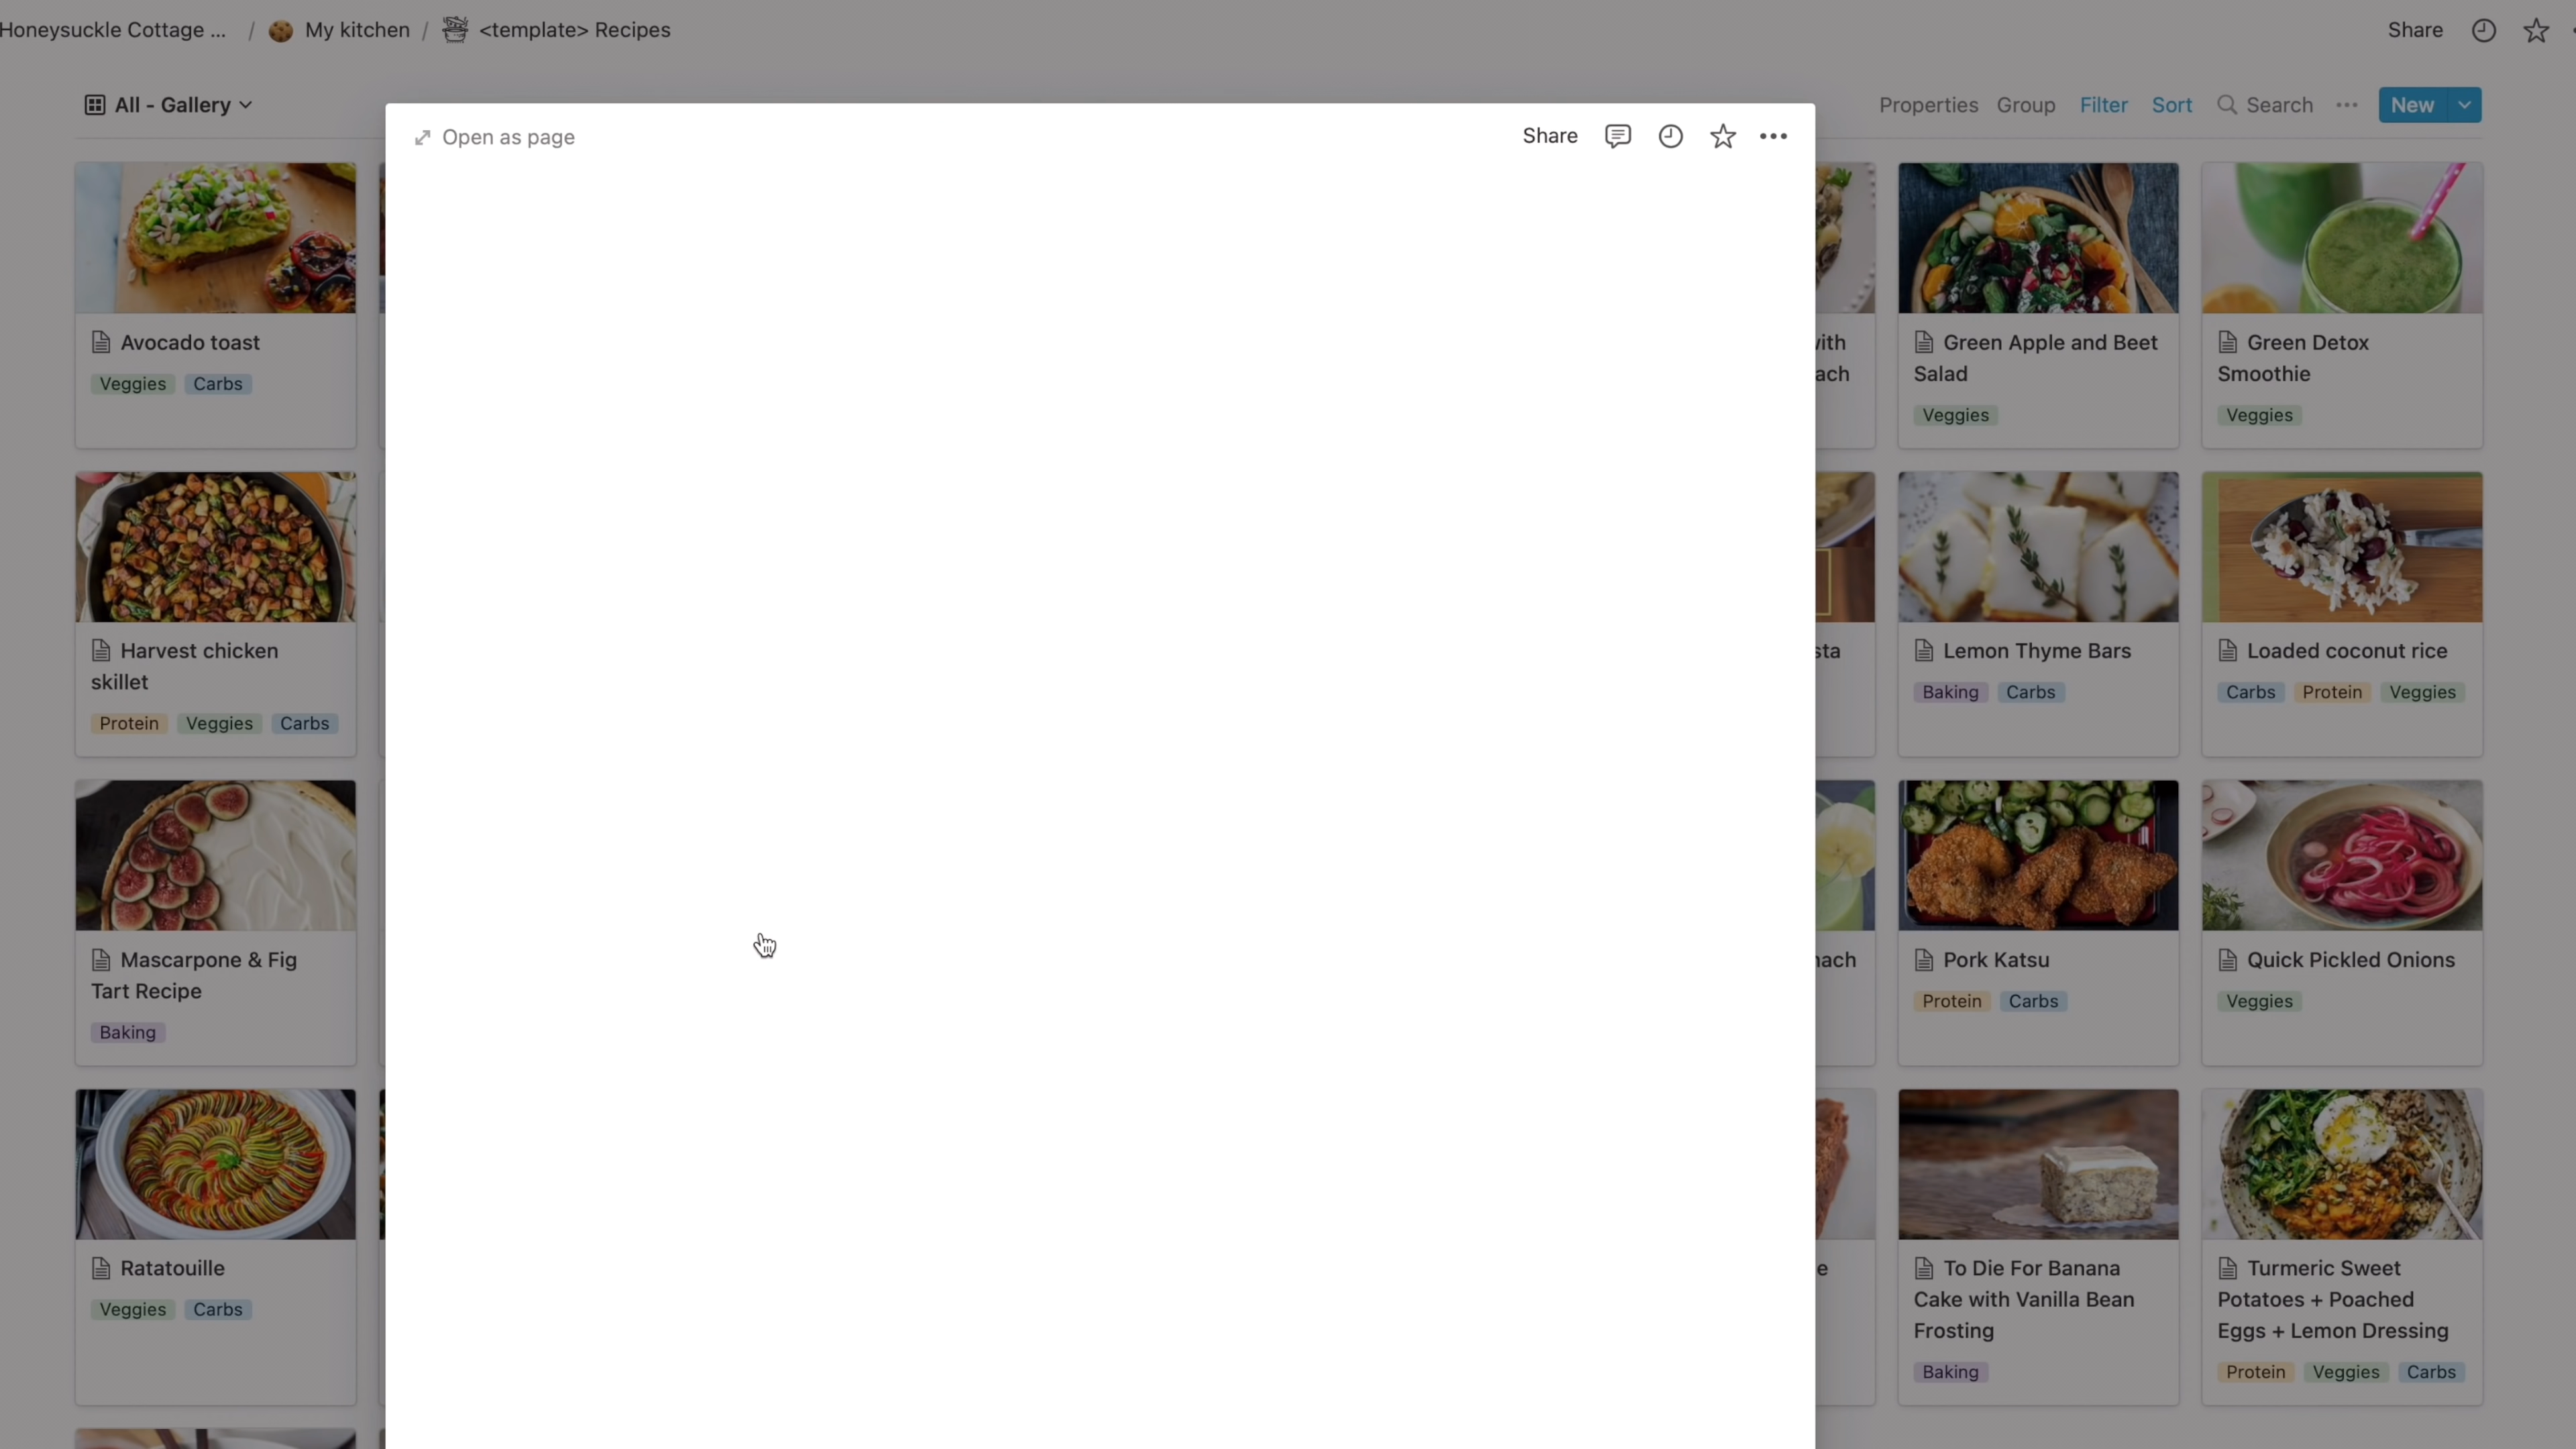 Honeysuckle Cottage ... / My kitchen / <template> Recipes
Share
All - Gallery
Properties Group Filter Sort Search New
Open as page
Share
Avocado toast
Veggies Carbs
Harvest chicken
skillet
Protein Veggies Carbs
Mascarpone & Fig
Tart Recipe
Baking
Ratatouille
Veggies Carbs
Green Apple and Beet
Salad
Veggies
Green Detox
Smoothie
Veggies
Lemon Thyme Bars
Baking Carbs
Loaded coconut rice
Carbs Protein Veggies
Pork Katsu
Protein Carbs
Quick Pickled Onions
Veggies
To Die For Banana
Cake with Vanilla Bean
Frosting
Baking
Turmeric Sweet
Potatoes + Poached
Eggs + Lemon Dressing
Protein Veggies Carbs